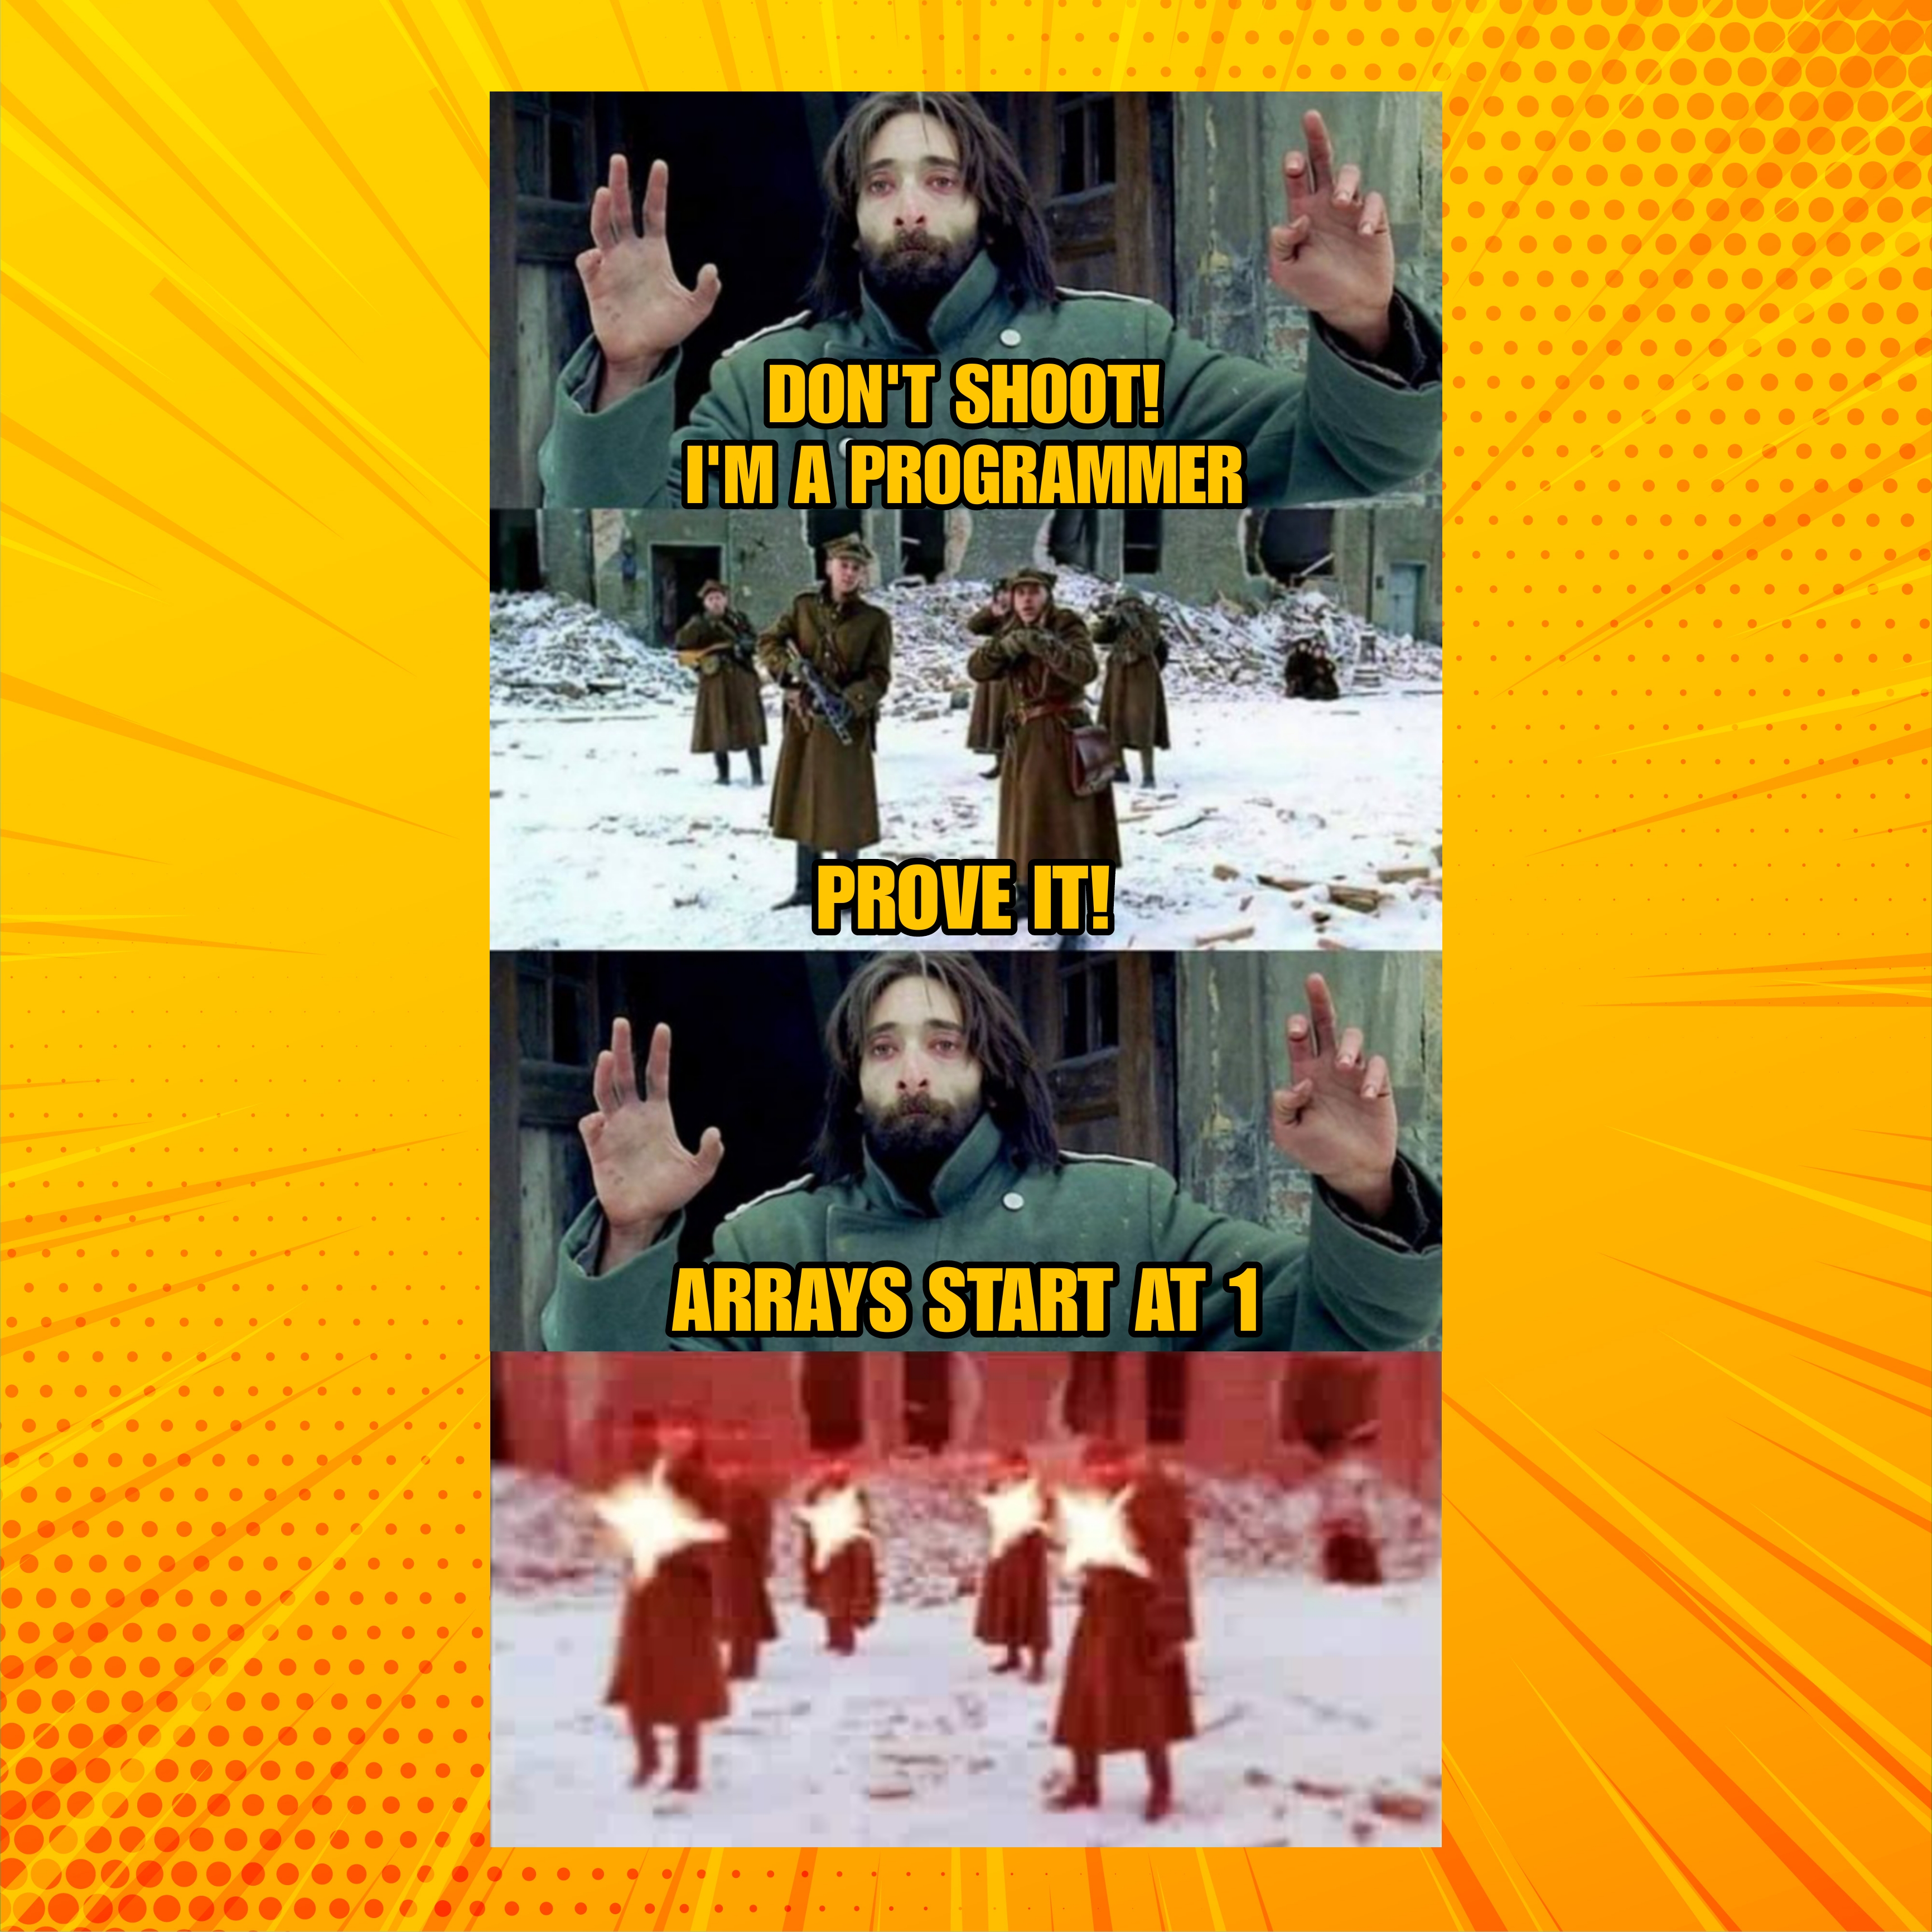 DON'T SHOOT!
I'M A PROGRAMMER
PROVE IT!
ARRAYS START AT 1